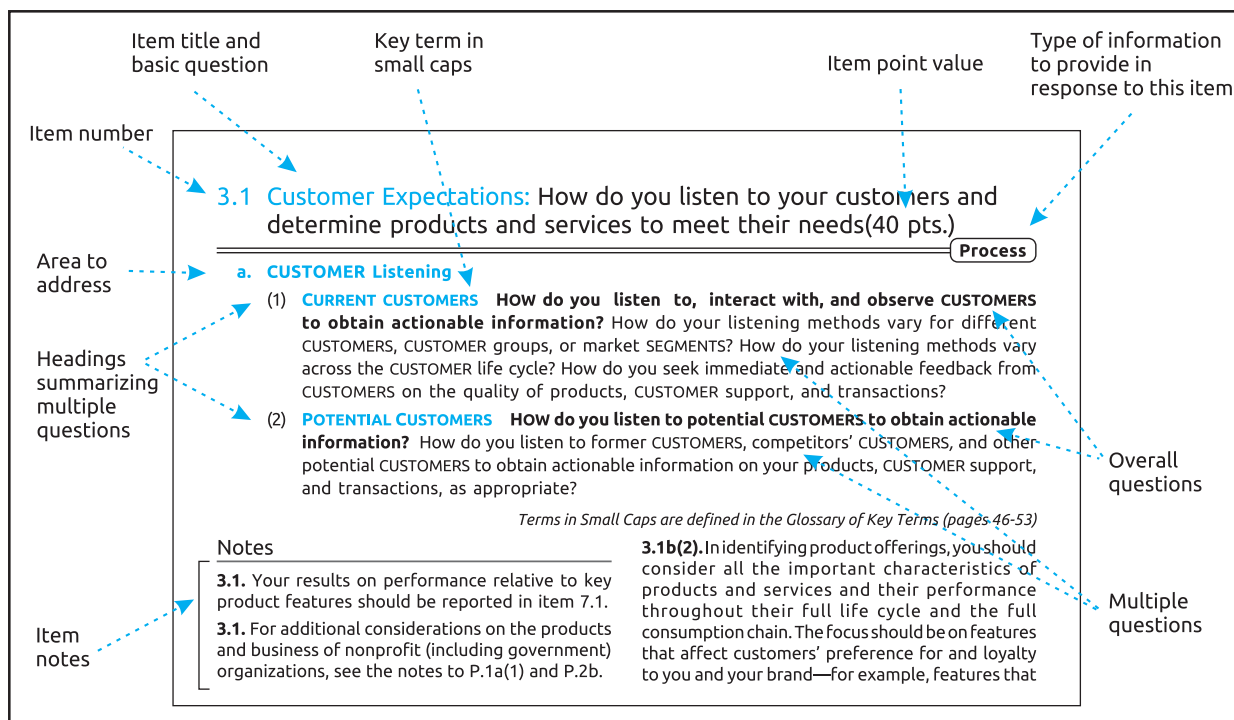 Item title and
basic question
Key term in
small caps
Item point value
Type of information
to provide in
response to this item
Item number
3.1 Customer Expectations: How do you listen to your customers and
determine products and services to meet their needs(40 pts.)
Process
Area to
address
a. CUSTOMER Listening
(1) CURRENT CUSTOMERS HOW do you listen to, interact with, and observe CUSTOMERS
to obtain actionable information? How do your listening methods vary for different
CUSTOMERS, CUSTOMER groups, or market SEGMENTS? How do your listening methods vary
across the CUSTOMER life cycle? How do you seek immediate and actionable feedback from
CUSTOMERS on the quality of products, CUSTOMER support, and transactions?
Headings
summarizing
multiple
questions
(2) POTENTIAL CUSTOMERS HOW do you listen to potential CUSTOMERS to obtain actionable
information? How do you listen to former CUSTOMERS, competitors’ CUSTOMERS, and other
potential CUSTOMERS to obtain actionable information on your products, CUSTOMER support,
and transactions, as appropriate?
Overall
questions
Terms in Small Caps are defined in the Glossary of Key Terms (pages 46-53)
Notes
3.1. Your results on performance relative to key
product features should be reported in item 7.1.
3.1. For additional considerations on the products
and business of nonprofit (including government)
organizations, see the notes to P.1a(1) and P.2b.
Item
notes
3.1b(2). In identifying product offerings, you should
consider all the important characteristics of
products and services and their performance
throughout their full life cycle and the full
consumption chain. The focus should be on features
that affect customers’ preference for and loyalty
to you and your brand—for example, features that
Multiple
questions